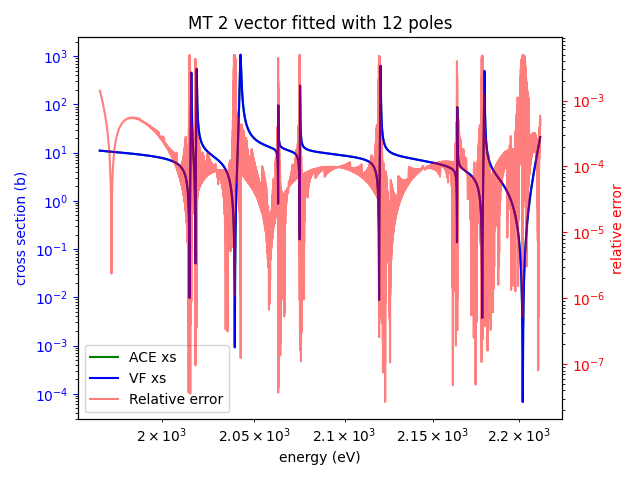 MT 2 vector fitted with 12 poles
cross section (b)
10³
10²
10¹
10⁰
10⁻¹
10⁻²
10⁻³
10⁻⁴
10⁻³
10⁻⁴
10⁻⁵
10⁻⁶
10⁻⁷
relative error
ACE xs
VF xs
Relative error
2 × 10³ 2.05 × 10³ 2.1 × 10³ 2.15 × 10³ 2.2 × 10³
energy (eV)